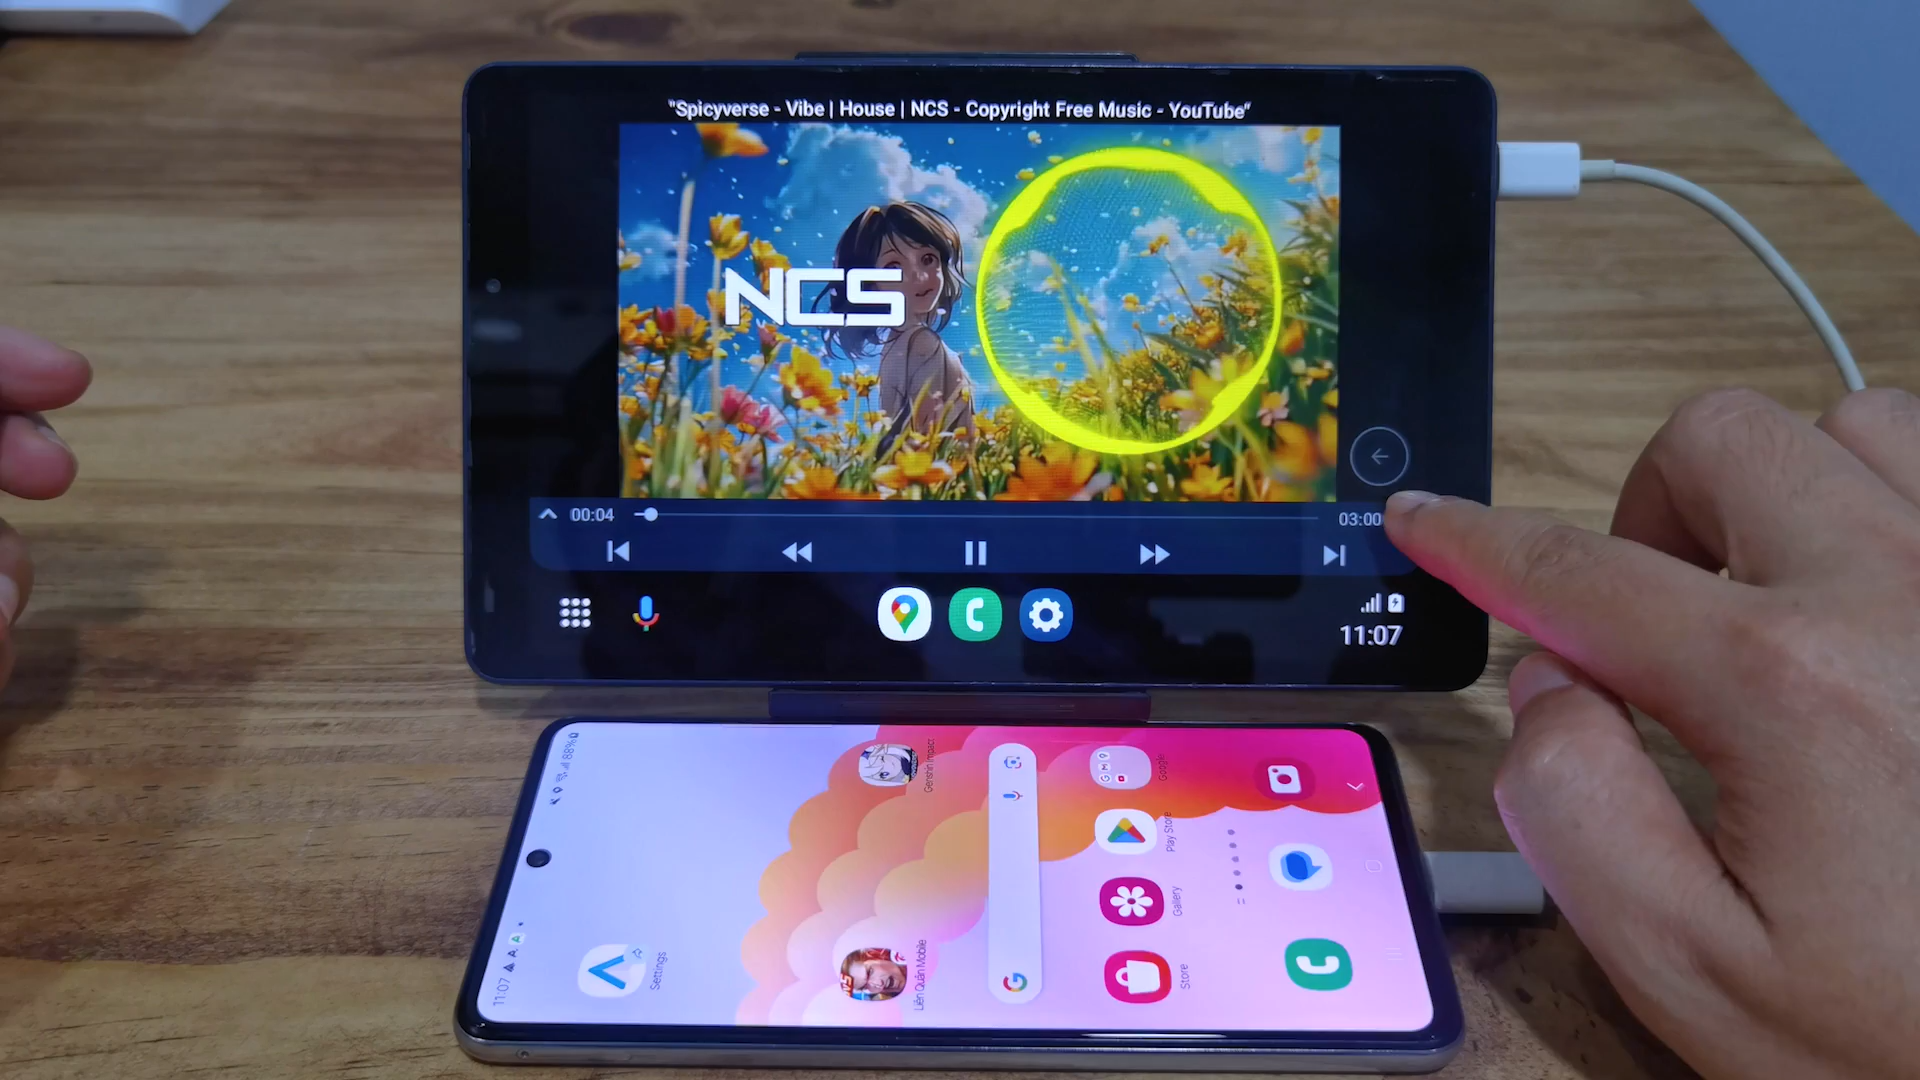 "Spicyverse - Vibe | House | NCS - Copyright Free Music - YouTube"
NCS
00:04
03:00
11:07
88%
11:07
Settings
Genshin Impact
Liên Quân Mobile
Google
Play Store
Gallery
Store